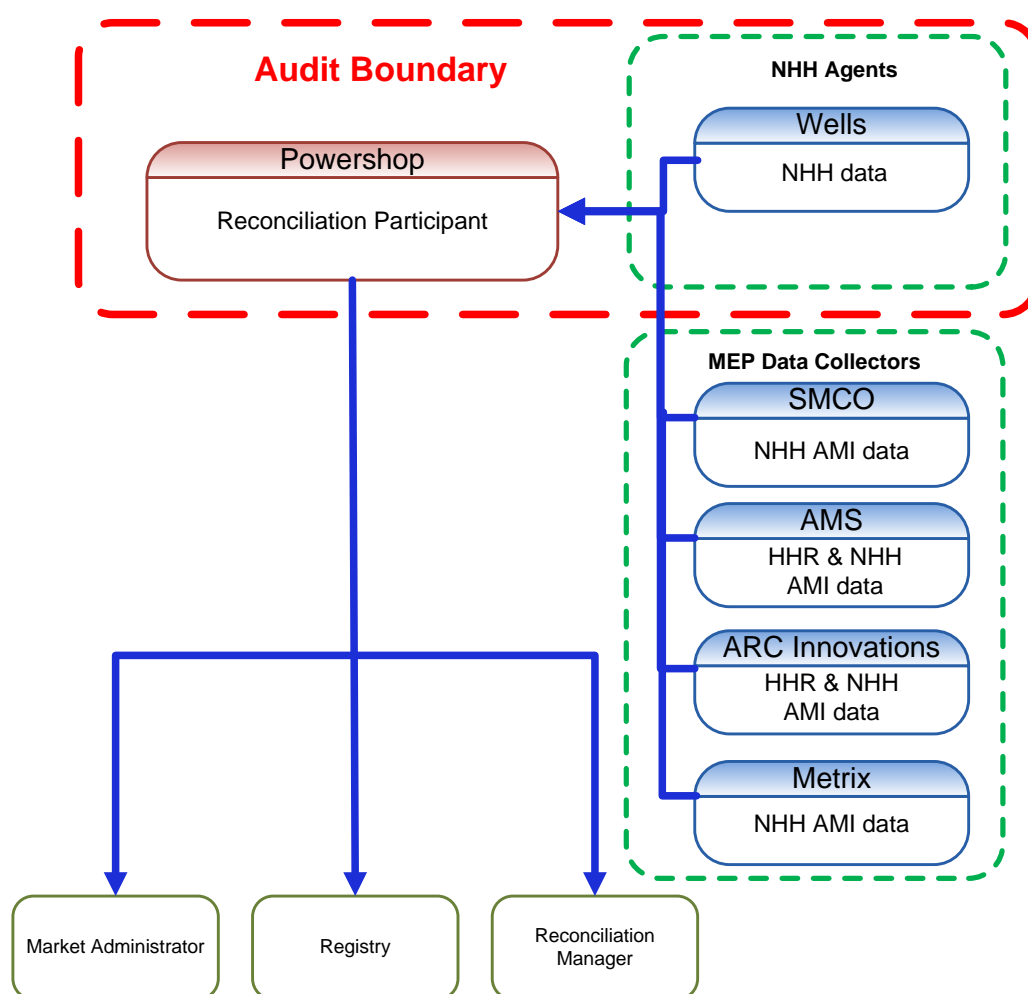 Audit Boundary
NHH Agents
Wells
NHH data
Powershop
Reconciliation Participant
MEP Data Collectors
SMCO
NHH AMI data
AMS
HHR & NHH
AMI data
ARC Innovations
HHR & NHH
AMI data
Metrix
NHH AMI data
Market Administrator
Registry
Reconciliation
Manager